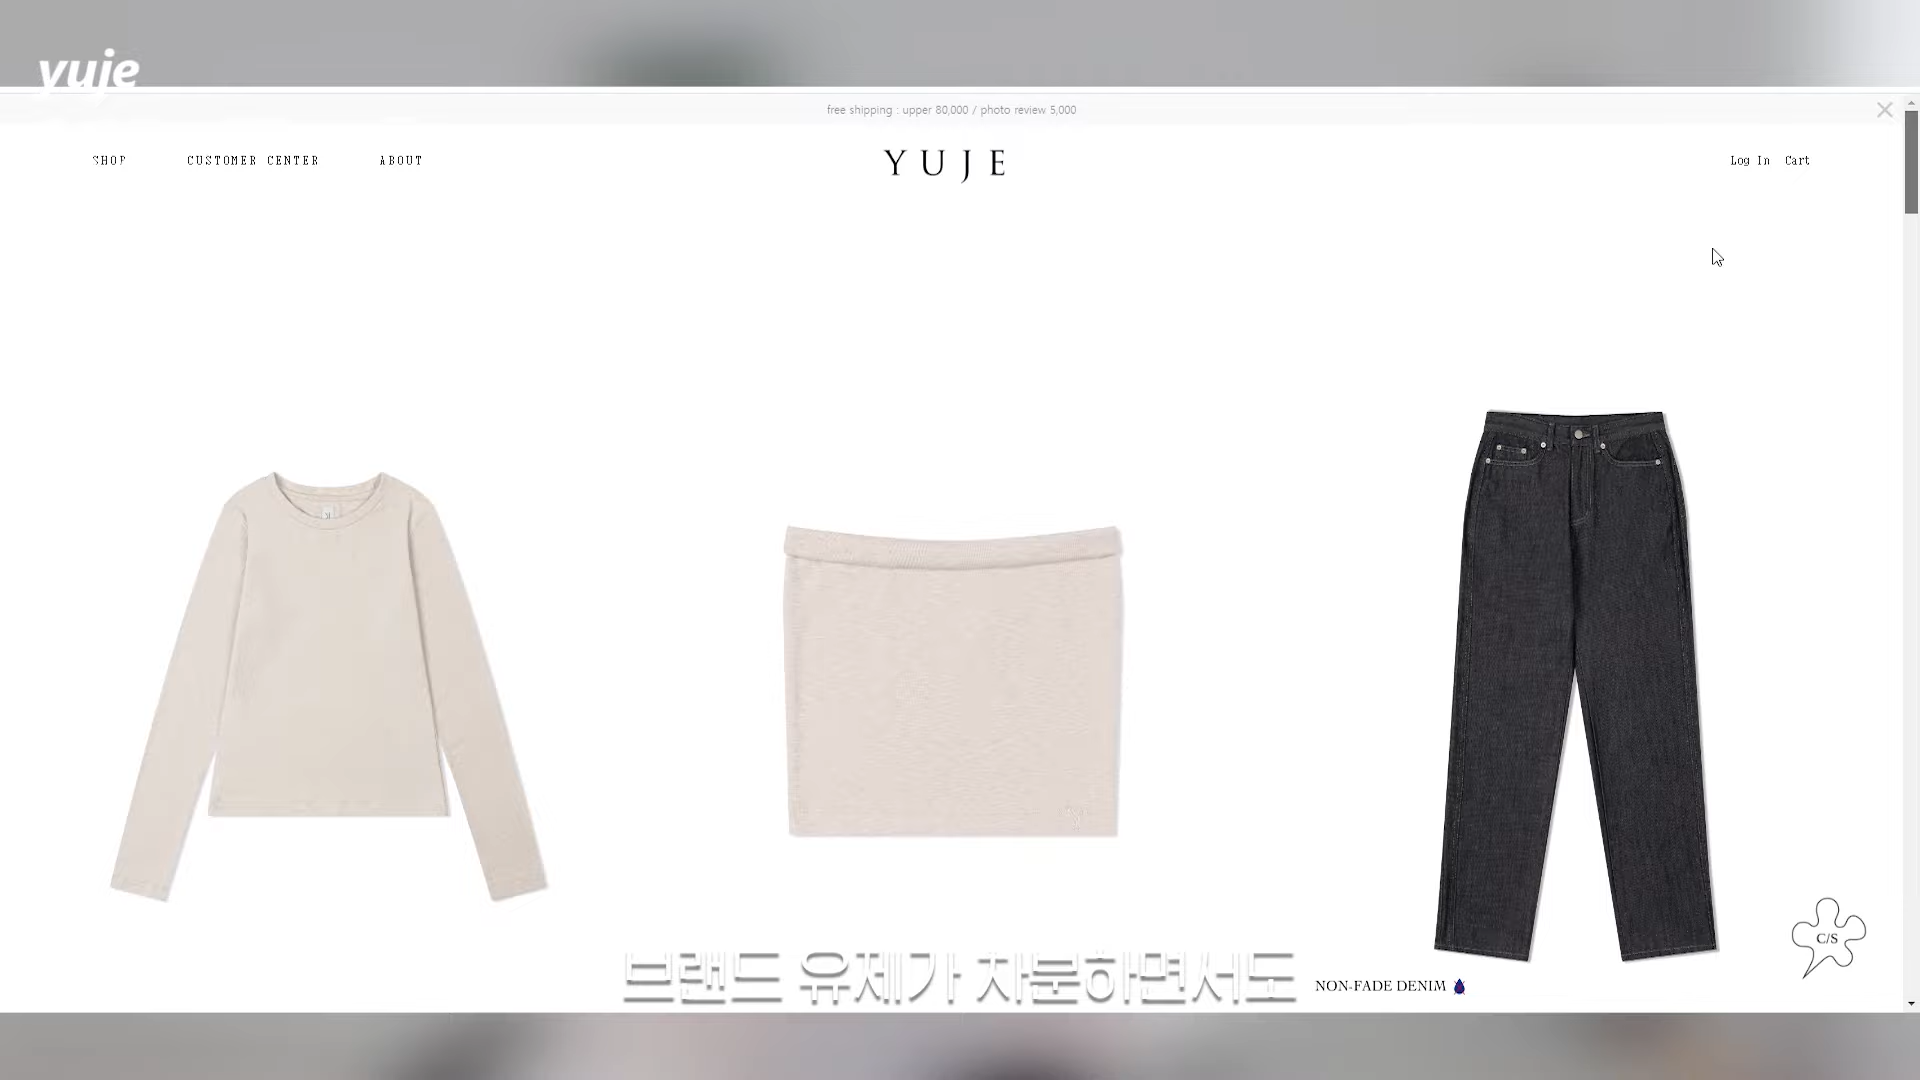 yuje
free shipping : upper 80,000 / photo review 5,000
SHOP CUSTOMER CENTER ABOUT
YUJE
Log In Cart
C/S
브랜드 유제가 차분하면서도
NON-FADE DENIM